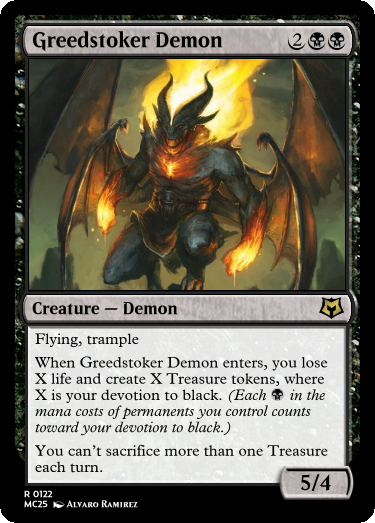 Greedstoker Demon 2
Creature — Demon
Flying, trample
When Greedstoker Demon enters, you lose
X life and create X Treasure tokens, where
X is your devotion to black. (Each in the
mana costs of permanents you control counts
toward your devotion to black.)
You can't sacrifice more than one Treasure
each turn.
5/4
R 0122
MC25 Alvaro Ramirez